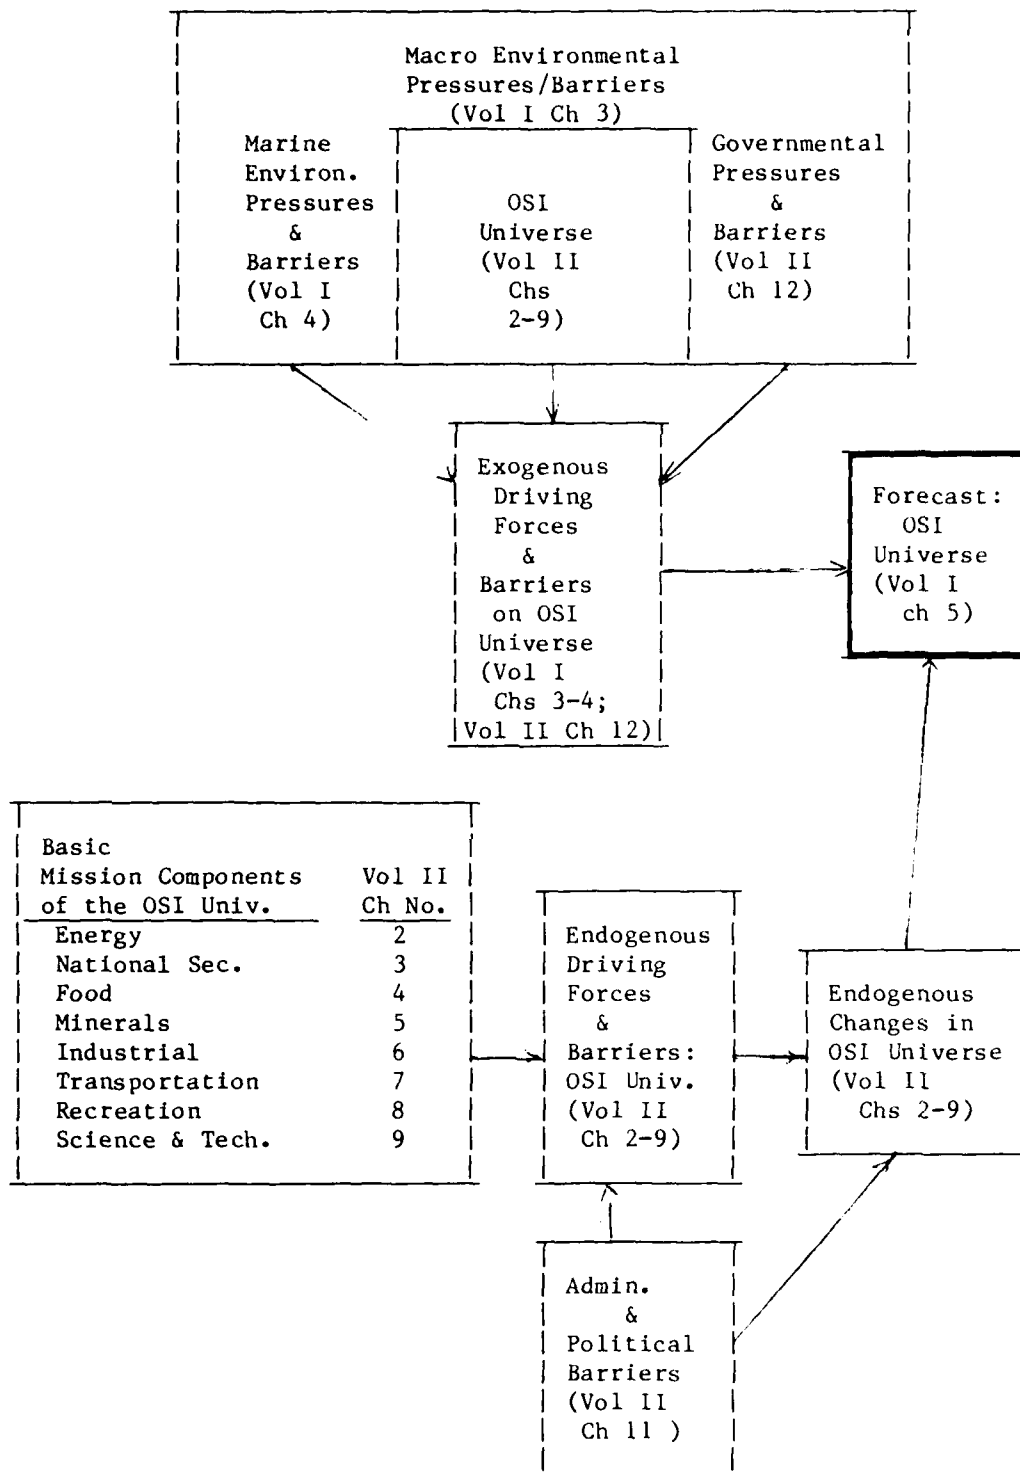 Macro Environmental
Pressures/Barriers
(Vol I Ch 3)
Marine
Environ.
Pressures
&
Barriers
(Vol I
Ch 4)
OSI
Universe
(Vol II
Chs
2-9)
Governmental
Pressures
&
Barriers
(Vol II
Ch 12)
Exogenous
Driving
Forces
&
Barriers
on OSI
Universe
(Vol I
Chs 3-4;
Vol II Ch 12)
Forecast:
OSI
Universe
(Vol I
ch 5)
Basic
Mission Components Vol II
of the OSI Univ. Ch No.
Energy 2
National Sec. 3
Food 4
Minerals 5
Industrial 6
Transportation 7
Recreation 8
Science & Tech. 9
Endogenous
Driving
Forces
&
Barriers:
OSI Univ.
(Vol II
Ch 2-9)
Endogenous
Changes in
OSI Universe
(Vol II
Chs 2-9)
Admin.
&
Political
Barriers
(Vol II
Ch 11 )